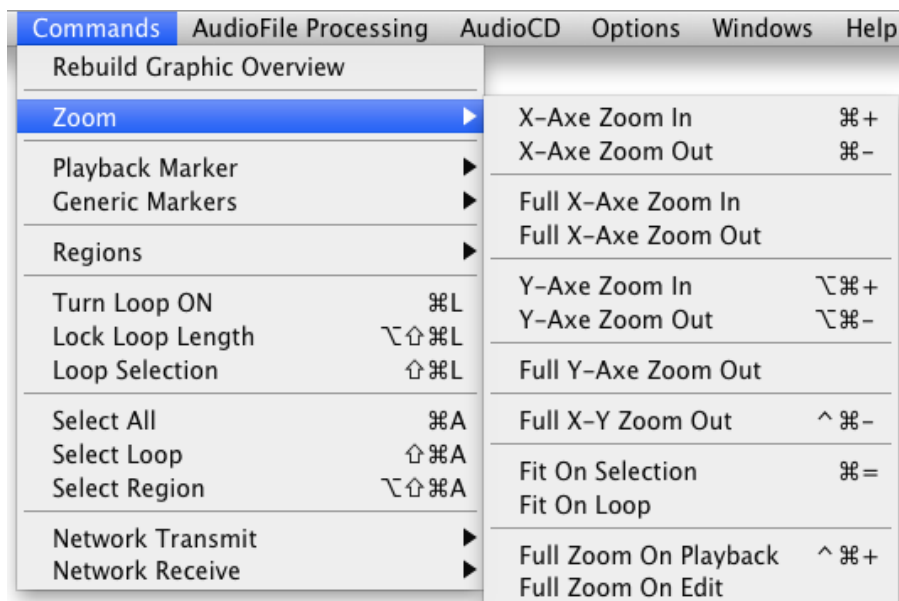 Commands AudioFile Processing AudioCD Options Windows Help
Rebuild Graphic Overview
Zoom
Playback Marker
Generic Markers
Regions
Turn Loop ON ⌘L
Lock Loop Length ⌥⇧⌘L
Loop Selection ⇧⌘L
Select All ⌘A
Select Loop ⇧⌘A
Select Region ⌥⇧⌘A
Network Transmit
Network Receive
X-Axe Zoom In ⌘+
X-Axe Zoom Out ⌘-
Full X-Axe Zoom In
Full X-Axe Zoom Out
Y-Axe Zoom In ⌥⌘+
Y-Axe Zoom Out ⌥⌘-
Full Y-Axe Zoom Out
Full X-Y Zoom Out ^⌘-
Fit On Selection ⌘=
Fit On Loop
Full Zoom On Playback ^⌘+
Full Zoom On Edit